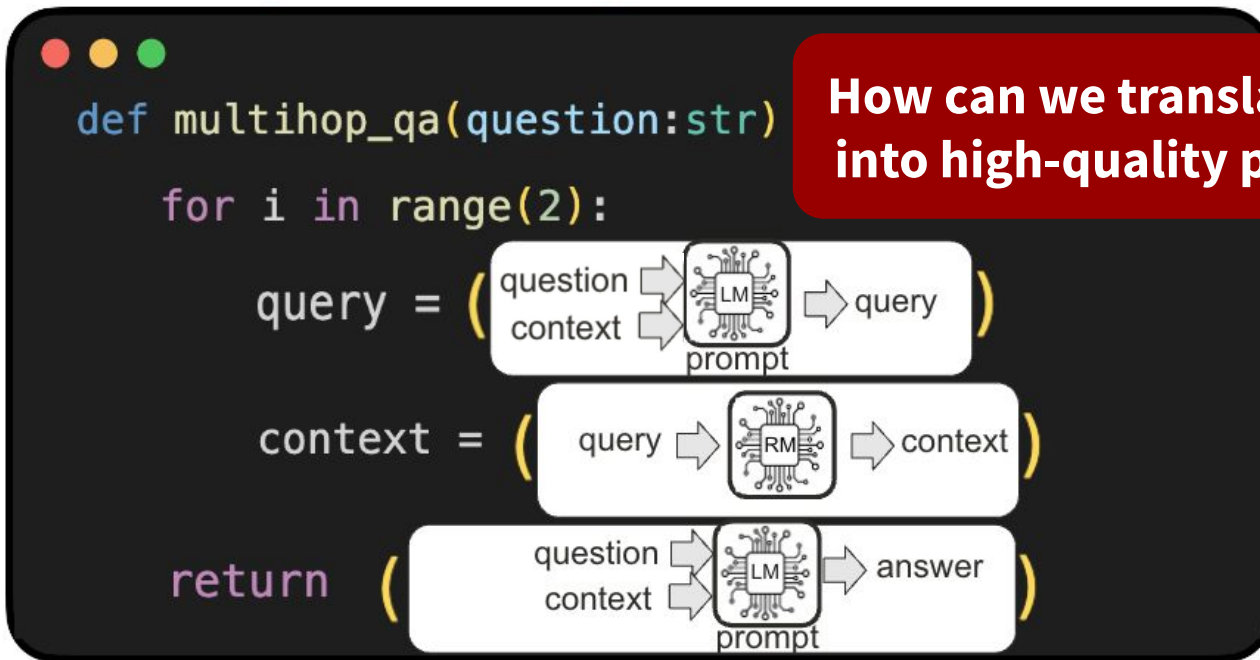 def multihop_qa(question:str)
How can we transla
into high-quality p
for i in range(2):
query = ( question context LM prompt query )
context = ( query RM context )
return ( question context LM prompt answer )